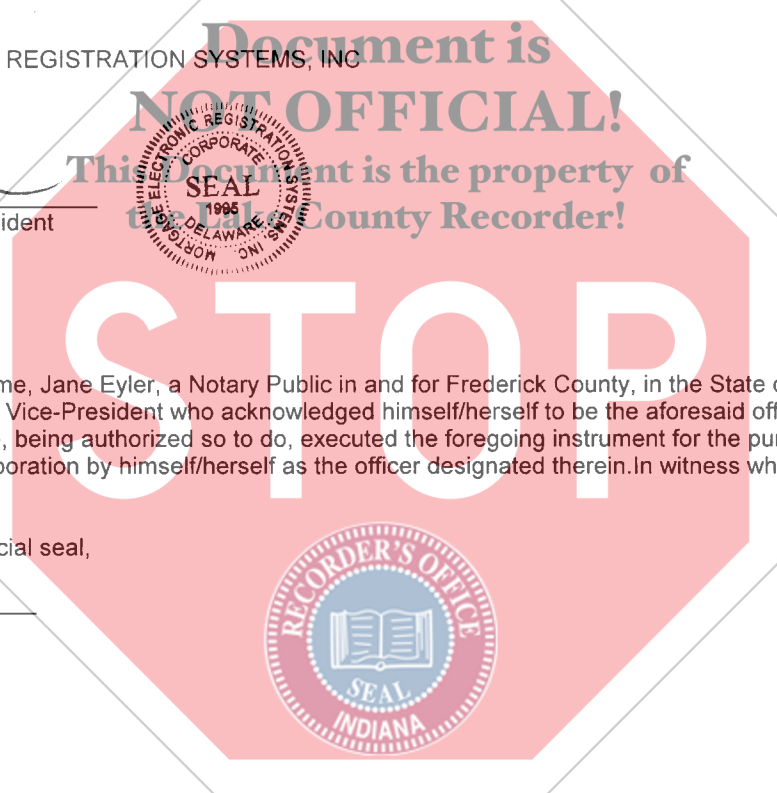 Document is
REGISTRATION SYSTEMS, INC
NOT OFFICIAL!
This Document is the property of
the Lake County Recorder!
MORTGAGE ELECTRONIC REGISTRATION SYSTEMS, INC.
CORPORATE
SEAL
1995
DELAWARE
ident
STOP
me, Jane Eyler, a Notary Public in and for Frederick County, in the State o
Vice-President who acknowledged himself/herself to be the aforesaid off
, being authorized so to do, executed the foregoing instrument for the pu
poration by himself/herself as the officer designated therein.In witness wh
cial seal,
RECORDER'S OFFICE
SEAL
INDIANA